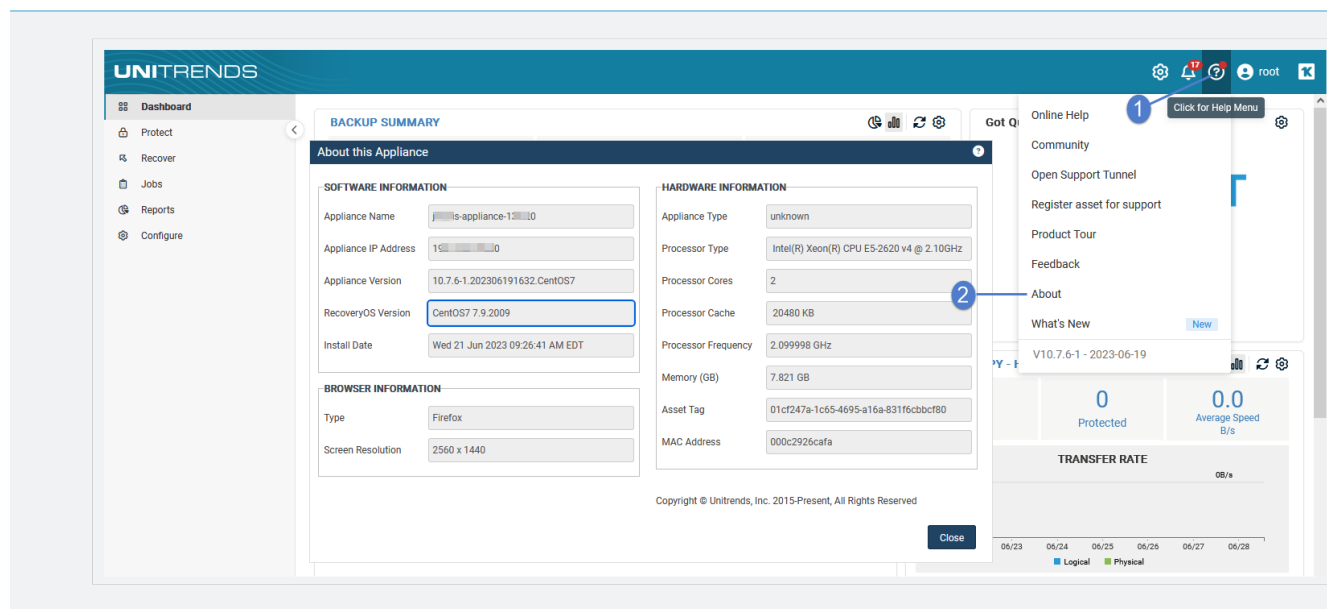 UNITRENDS
17
root
Dashboard
Protect
Recover
Jobs
Reports
Configure
BACKUP SUMMARY
Got
1
Click for Help Menu
Online Help
Community
Open Support Tunnel
Register asset for support
Product Tour
Feedback
2
About
What's New New
V10.7.6-1 - 2023-06-19
About this Appliance
SOFTWARE INFORMATION
Appliance Name
Appliance IP Address
Appliance Version 10.7.6-1.202306191632.CentOS7
RecoveryOS Version CentOS7 7.9.2009
Install Date Wed 21 Jun 2023 09:26:41 AM EDT
BROWSER INFORMATION
Type Firefox
Screen Resolution 2560 x 1440
HARDWARE INFORMATION
Appliance Type unknown
Processor Type Intel(R) Xeon(R) CPU E5-2620 v4 @ 2.10GHz
Processor Cores 2
Processor Cache 20480 KB
Processor Frequency 2.099998 GHz
Memory (GB) 7.821 GB
Asset Tag 01cf247a-1c65-4695-a16a-831f6cbbcf80
MAC Address 000c2926cafa
Copyright © Unitrends, Inc. 2015-Present, All Rights Reserved
Close
0
Protected
0.0
Average Speed
B/s
TRANSFER RATE
0B/s
06/23 06/24 06/25 06/26 06/27 06/28
Logical Physical